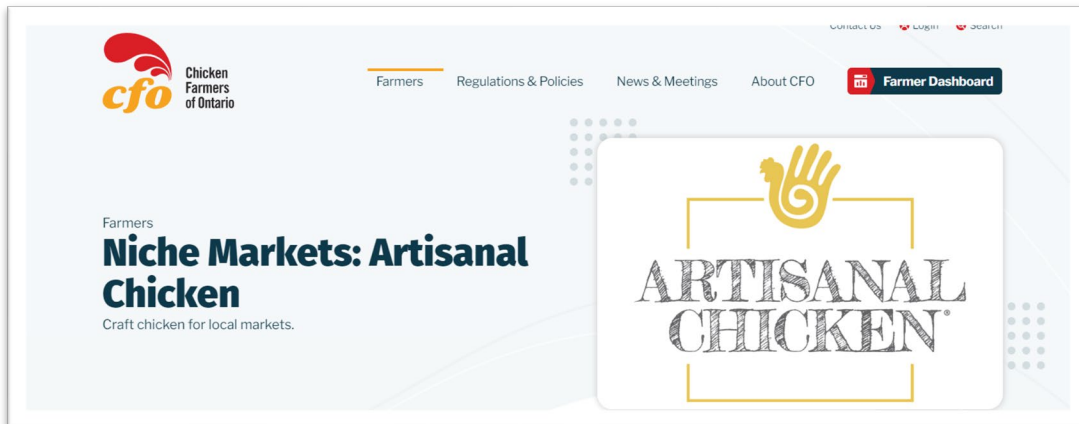 Contact Us Login Search
cfo
Chicken
Farmers
of Ontario
Farmers Regulations & Policies News & Meetings About CFO Farmer Dashboard
Farmers
Niche Markets: Artisanal
Chicken
Craft chicken for local markets.
ARTISANAL
CHICKEN®